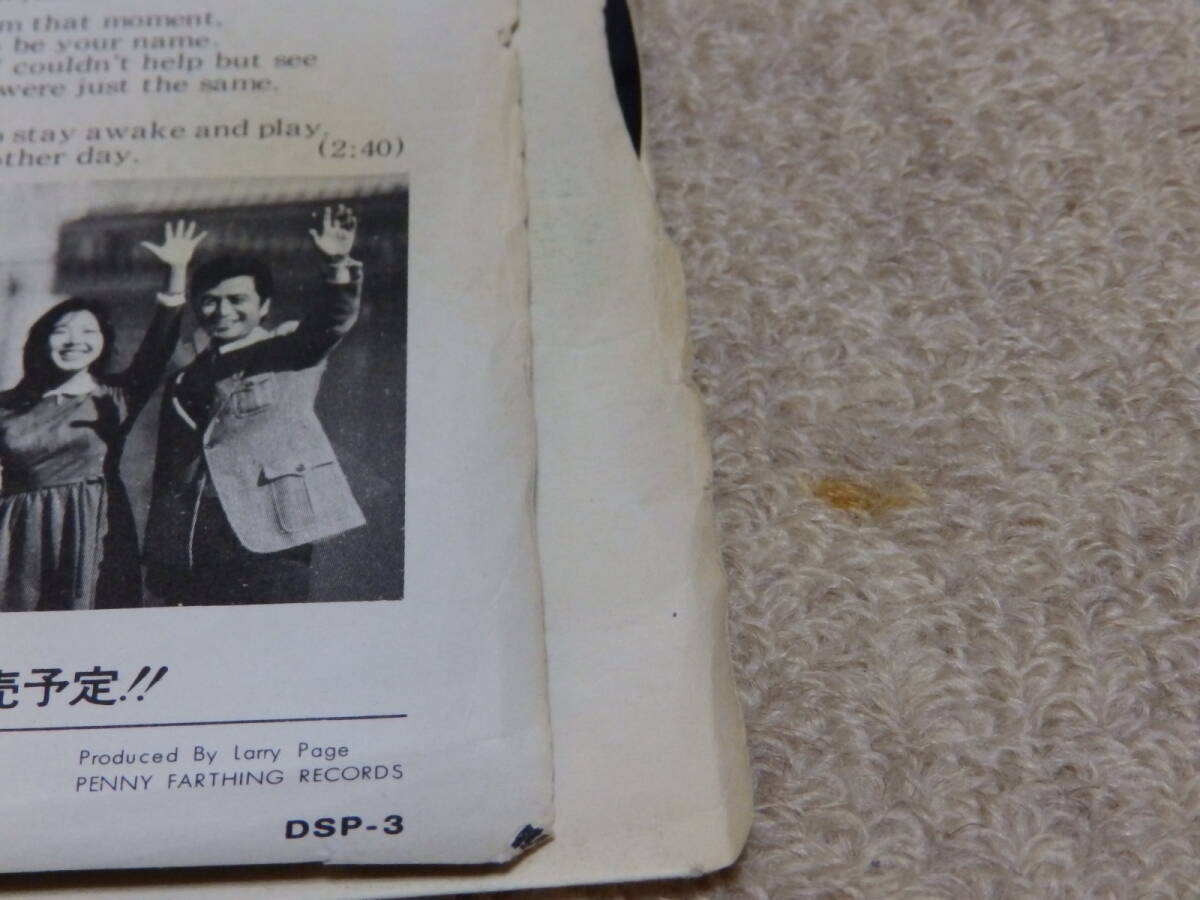 m that moment,
be your name.
couldn't help but see
were just the same.
stay awake and play,
other day. (2:40)
売予定!!
Produced By Larry Page
PENNY FARTHING RECORDS
DSP-3